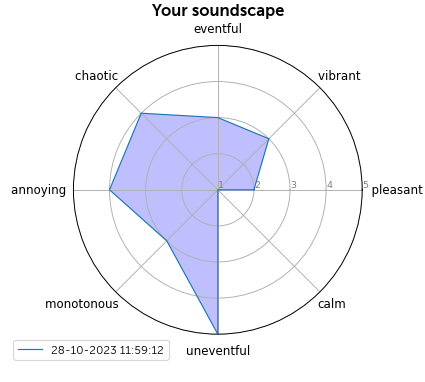 Your soundscape
eventful
chaotic
vibrant
annoying
1
2
3
4
5
pleasant
monotonous
calm
uneventful
28-10-2023 11:59:12